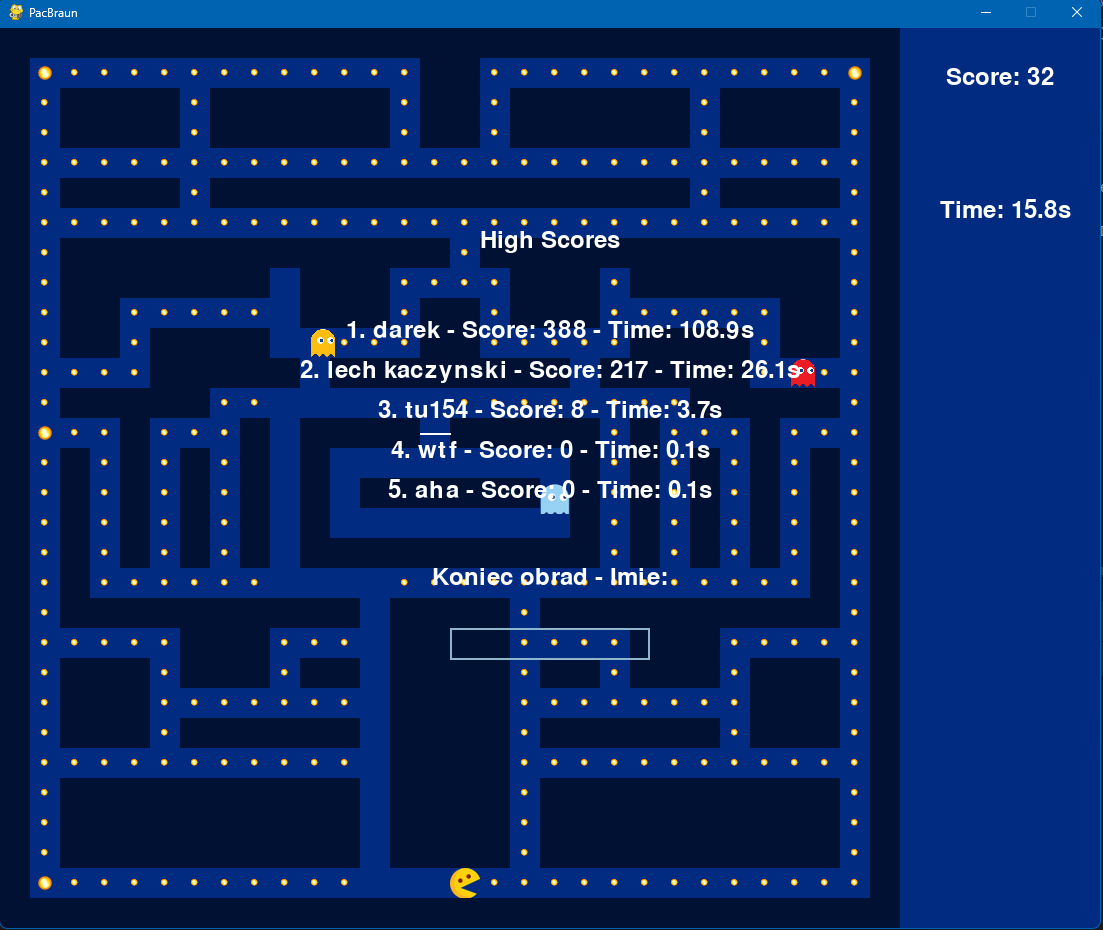 PacBraun
Score: 32
Time: 15.8s
High Scores
1. darek - Score: 388 - Time: 108.9s
2. lech kaczynski - Score: 217 - Time: 26.1s
3. tu154 - Score: 8 - Time: 3.7s
4. wtf - Score: 0 - Time: 0.1s
5. aha - Score: 0 - Time: 0.1s
Koniec obrad - Imie: